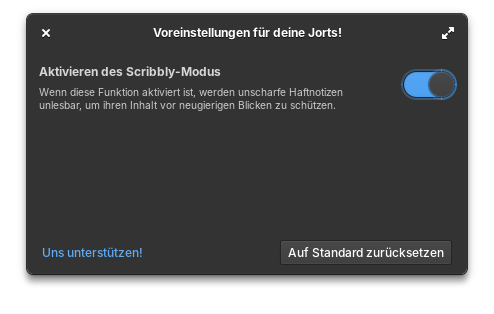 Voreinstellungen für deine Jorts!
Aktivieren des Scribbly-Modus
Wenn diese Funktion aktiviert ist, werden unscharfe Haftnotizen
unlesbar, um ihren Inhalt vor neugierigen Blicken zu schützen.
Uns unterstützen!
Auf Standard zurücksetzen